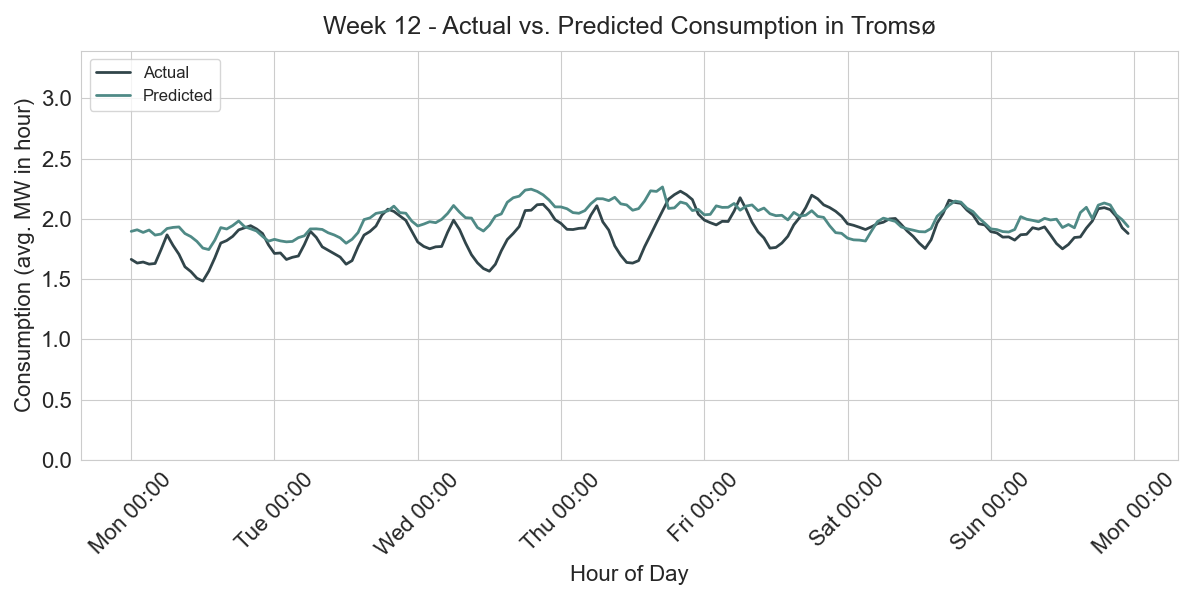 Week 12 - Actual vs. Predicted Consumption in Tromsø
Actual
Predicted
Consumption (avg. MW in hour)
3.0
2.5
2.0
1.5
1.0
0.5
0.0
Mon 00:00
Tue 00:00
Wed 00:00
Thu 00:00
Fri 00:00
Sat 00:00
Sun 00:00
Mon 00:00
Hour of Day